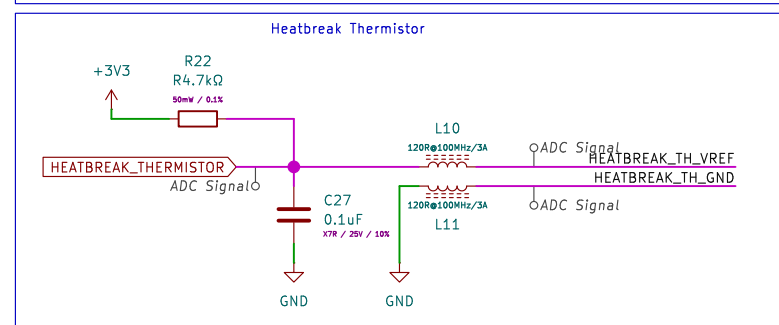 Heatbreak Thermistor
R22
+3V3
R4.7kΩ
50mW / 0.1%
L10
120R@100MHz/3A
ADC Signal
HEATBREAK_TH_VREF
HEATBREAK_THERMISTOR
HEATBREAK_TH_GND
ADC Signal
C27
120R@100MHz/3A
ADC Signal
0.1uF
L11
X7R / 25V / 10%
GND
GND